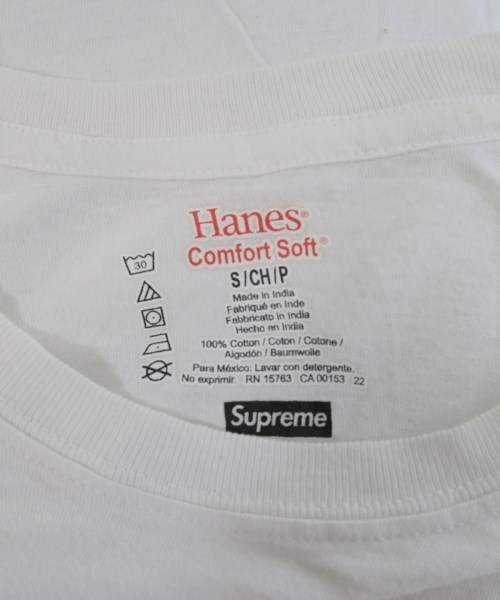 Hanes®
Comfort Soft®
S/CH/P
Made in India
Fabriqué en Inde
Fabbricato in India
Hecho en India
100% Cotton / Coton / Cotone /
Algodón / Baumwolle
Para México: Lavar con detergente.
No exprimir. RN 15763 CA 00153 22
30
Supreme